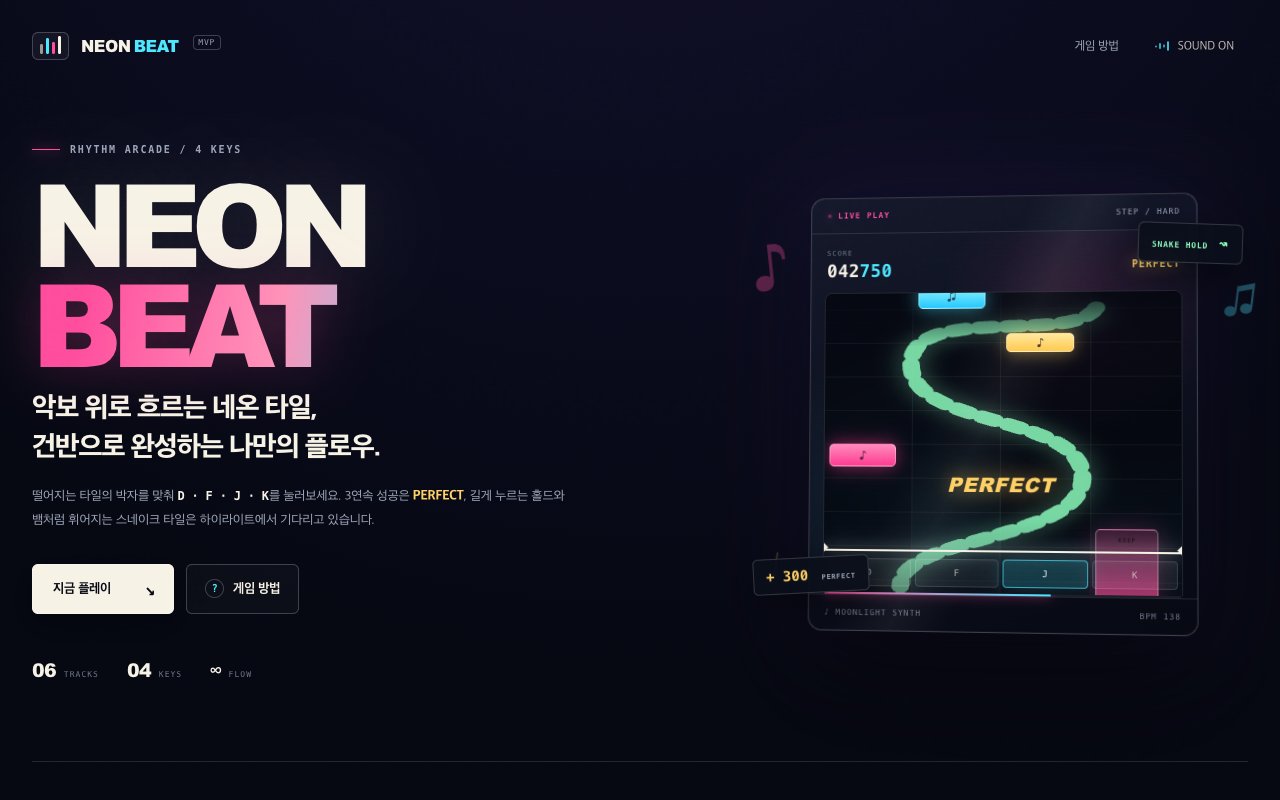 NEON BEAT MVP
게임 방법
SOUND ON
RHYTHM ARCADE / 4 KEYS
NEON
BEAT
악보 위로 흐르는 네온 타일,
건반으로 완성하는 나만의 플로우.
떨어지는 타일의 박자를 맞춰 D · F · J · K를 눌러보세요. 3연속 성공은 PERFECT, 길게 누르는 홀드와
뱀처럼 휘어지는 스네이크 타일은 하이라이트에서 기다리고 있습니다.
지금 플레이 ↘
? 게임 방법
06 TRACKS 04 KEYS ∞ FLOW
LIVE PLAY
STEP / HARD
SNAKE HOLD ↝
SCORE
042750
PERFECT
♫
♪
♪
PERFECT
KEEP
+ 300 PERFECT
F
J
K
♪ MOONLIGHT SYNTH
BPM 138